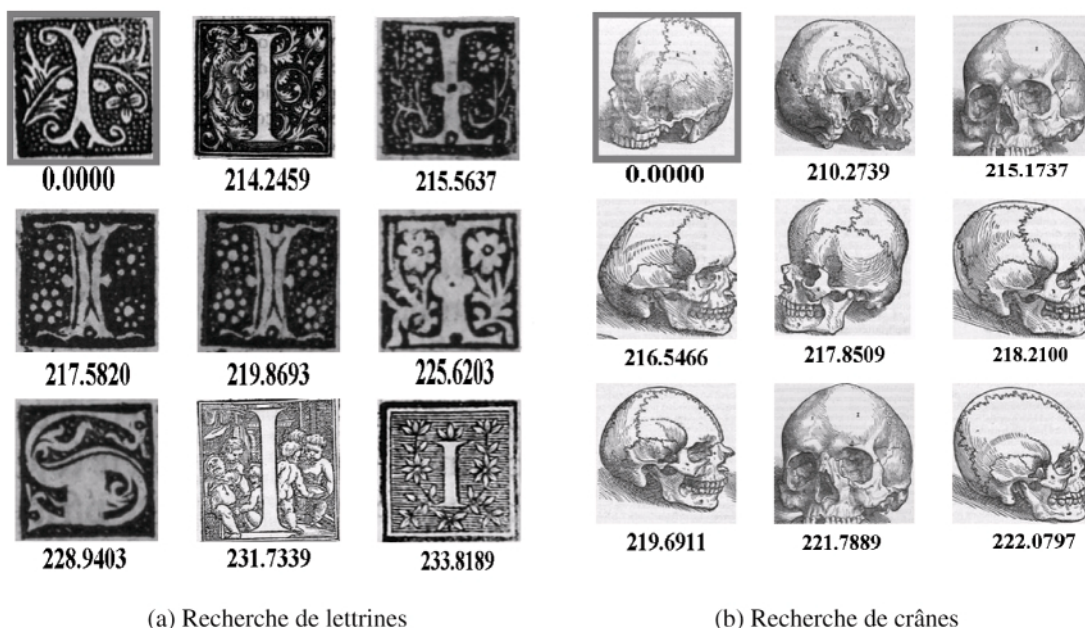 0.0000 214.2459 215.5637
217.5820 219.8693 225.6203
228.9403 231.7339 233.8189
(a) Recherche de lettrines
0.0000 210.2739 215.1737
216.5466 217.8509 218.2100
219.6911 221.7889 222.0797
(b) Recherche de crânes